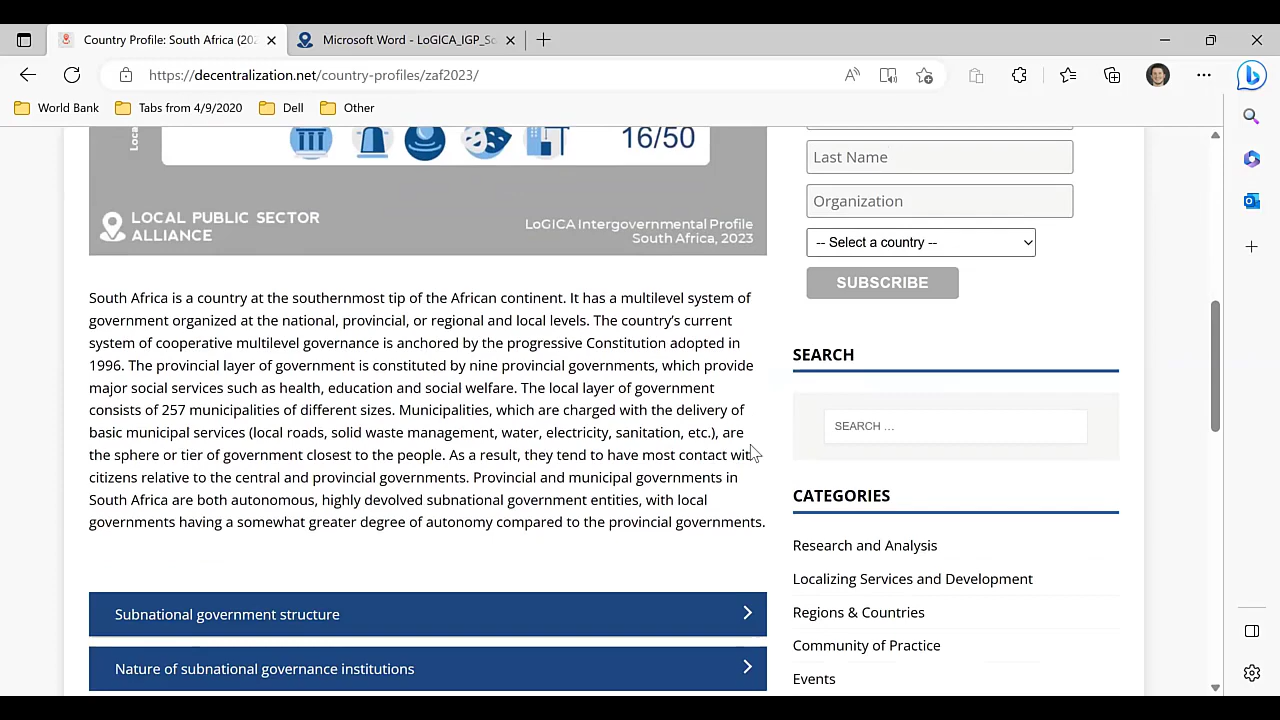 Country Profile: South Africa (202
Microsoft Word - LoGICA_IGP_So
https://decentralization.net/country-profiles/zaf2023/
World Bank
Tabs from 4/9/2020
Dell
Other
16/50
LOCAL PUBLIC SECTOR
ALLIANCE
LoGICA Intergovernmental Profile
South Africa, 2023
South Africa is a country at the southernmost tip of the African continent. It has a multilevel system of
government organized at the national, provincial, or regional and local levels. The country's current
system of cooperative multilevel governance is anchored by the progressive Constitution adopted in
1996. The provincial layer of government is constituted by nine provincial governments, which provide
major social services such as health, education and social welfare. The local layer of government
consists of 257 municipalities of different sizes. Municipalities, which are charged with the delivery of
basic municipal services (local roads, solid waste management, water, electricity, sanitation, etc.), are
the sphere or tier of government closest to the people. As a result, they tend to have most contact with
citizens relative to the central and provincial governments. Provincial and municipal governments in
South Africa are both autonomous, highly devolved subnational government entities, with local
governments having a somewhat greater degree of autonomy compared to the provincial governments.
Subnational government structure
Nature of subnational governance institutions
Last Name
Organization
-- Select a country --
SUBSCRIBE
SEARCH
SEARCH ...
CATEGORIES
Research and Analysis
Localizing Services and Development
Regions & Countries
Community of Practice
Events